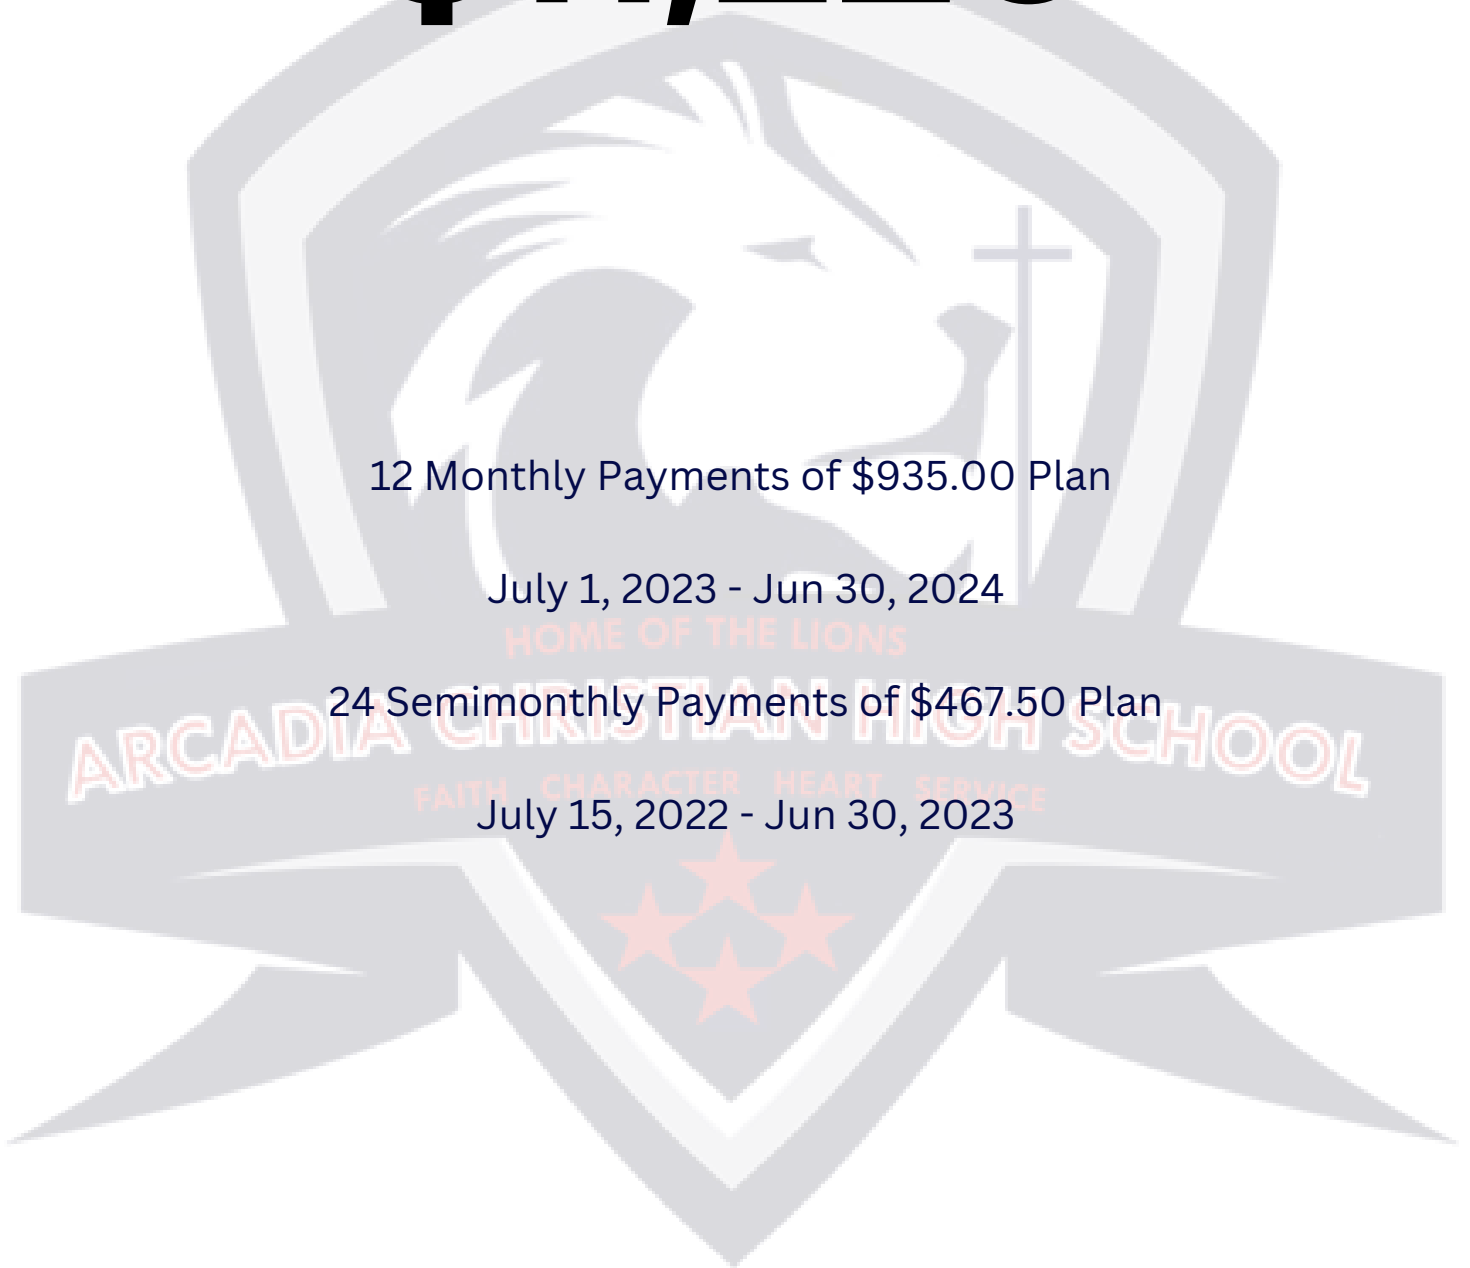 12 Monthly Payments of $935.00 Plan
July 1, 2023 - Jun 30, 2024
HOME OF THE LIONS
24 Semimonthly Payments of $467.50 Plan
ARCADIA CHRISTIAN HIGH SCHOOL
FAITH CHARACTER HEART SERVICE
July 15, 2022 - Jun 30, 2023